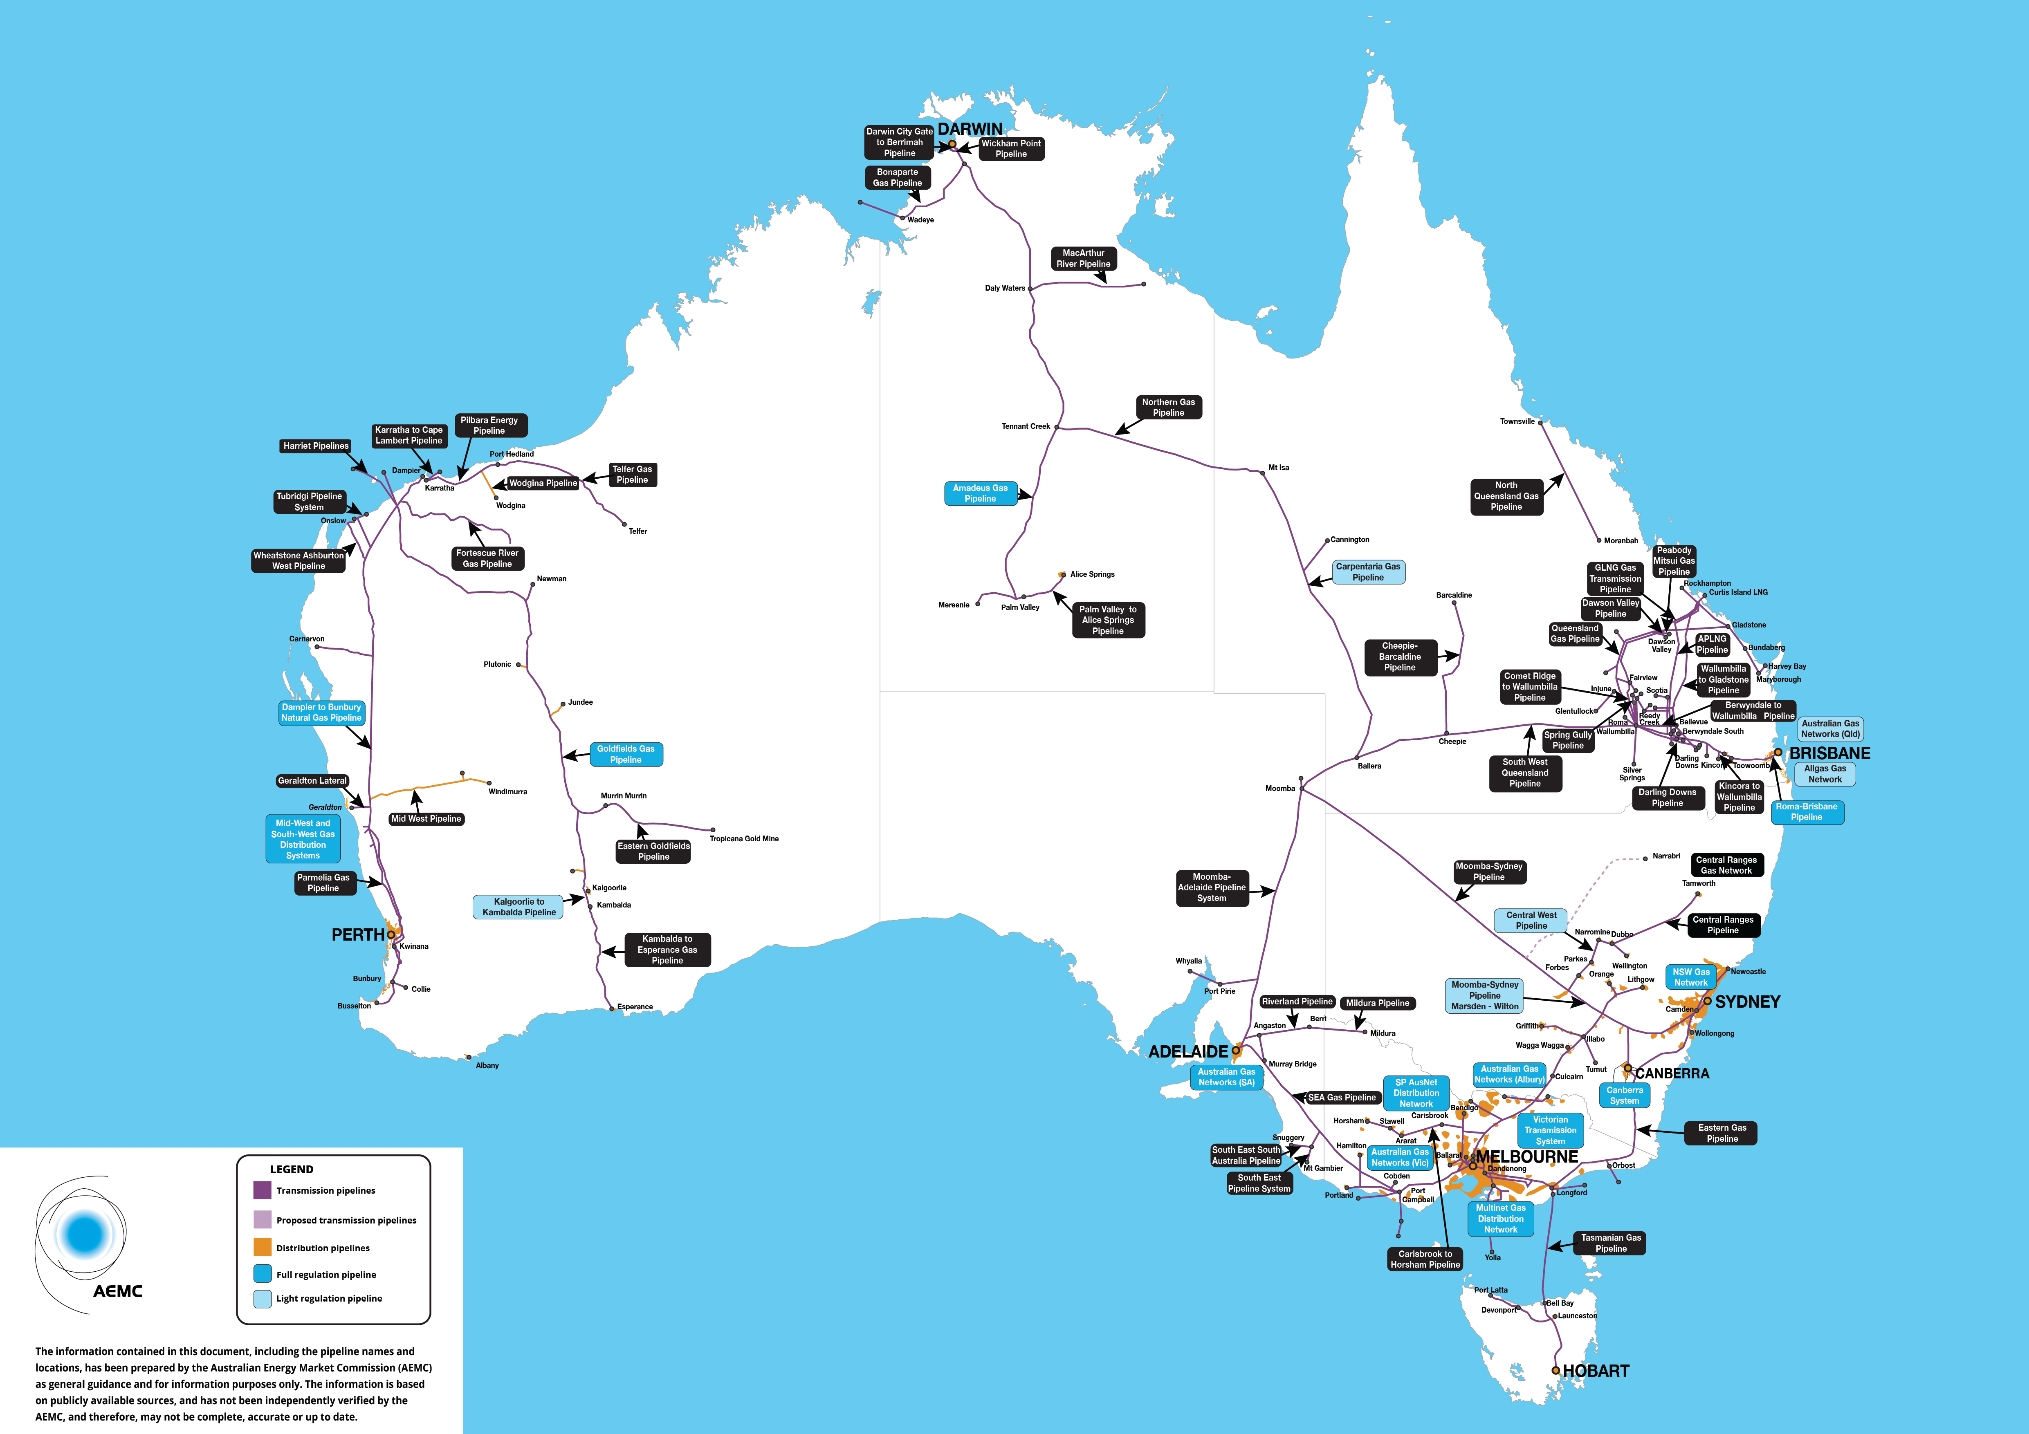 DARWIN
Darwin City Gate
to Berrimah
Pipeline
Wickham Point
Pipeline
Bonaparte
Gas Pipeline
Wadeye
MacArthur
River Pipeline
Daly Waters
Northern Gas
Pipeline
Tennant Creek
Mt Isa
Amadeus Gas
Pipeline
Cannington
Carpentaria Gas
Pipeline
Alice Springs
Mereenie
Palm Valley
Palm Valley to
Alice Springs
Pipeline
Townsville
North
Queensland Gas
Pipeline
Moranbah
Harriet Pipelines
Karratha to Cape
Lambert Pipeline
Pilbara Energy
Pipeline
Port Hedland
Dampier
Karratha
Wodgina Pipeline
Telfer Gas
Pipeline
Wodgina
Telfer
Tubridgi Pipeline
System
Onslow
Wheatstone Ashburton
West Pipeline
Fortescue River
Gas Pipeline
Newman
Carnarvon
Plutonic
Jundee
Dampier to Bunbury
Natural Gas Pipeline
Goldfields Gas
Pipeline
Geraldton Lateral
Geraldton
Windimurra
Mid West Pipeline
Murrin Murrin
Mid-West and
South-West Gas
Distribution
Systems
Tropicana Gold Mine
Eastern Goldfields
Pipeline
Parmelia Gas
Pipeline
Kalgoorlie
Kalgoorlie to
Kambalda Pipeline
Kambalda
PERTH
Kwinana
Kambalda to
Esperance Gas
Pipeline
Bunbury
Collie
Busselton
Esperance
Albany
Peabody
Mitsui Gas
Pipeline
GLNG Gas
Transmission
Pipeline
Rockhampton
Curtis Island LNG
Dawson Valley
Pipeline
Barcaldine
Queensland
Gas Pipeline
Gladstone
Dawson
Valley
APLNG
Pipeline
Bundaberg
Harvey Bay
Maryborough
Cheepie-
Barcaldine
Pipeline
Comet Ridge
to Wallumbilla
Pipeline
Fairview
Injune
Scotia
Wallumbilla
to Gladstone
Pipeline
Glentullock
Reedy
Creek
Berwyndale to
Wallumbilla Pipeline
Roma
Wallumbilla
Bellevue
Berwyndale South
Australian Gas
Networks (Qld)
Spring Gully
Pipeline
Cheepie
BRISBANE
South West
Queensland
Pipeline
Ballera
Silver
Springs
Darling
Downs
Kincora
Toowoomba
Allgas Gas
Network
Darling Downs
Pipeline
Kincora to
Wallumbilla
Pipeline
Roma-Brisbane
Pipeline
Moomba
Moomba-
Adelaide Pipeline
System
Moomba-Sydney
Pipeline
Narrabri
Central Ranges
Gas Network
Tamworth
Central West
Pipeline
Central Ranges
Pipeline
Narromine
Dubbo
Parkes
Wellington
Forbes
Orange
Lithgow
NSW Gas
Network
Newcastle
Moomba-Sydney
Pipeline
Marsden - Wilton
SYDNEY
Camden
Griffith
Wollongong
Wagga Wagga
Illabo
Tumut
Culcairn
CANBERRA
Canberra
System
Whyalla
Port Pirie
Riverland Pipeline
Mildura Pipeline
Angaston
Berri
Mildura
ADELAIDE
Murray Bridge
Australian Gas
Networks (SA)
SEA Gas Pipeline
SP AusNet
Distribution
Network
Australian Gas
Networks (Albury)
Bendigo
Carisbrook
Horsham
Stawell
Ararat
Victorian
Transmission
System
Eastern Gas
Pipeline
Snuggery
Hamilton
South East South
Australia Pipeline
Mt Gambier
Australian Gas
Networks (Vic)
Ballarat
MELBOURNE
Dandenong
Orbost
South East
Pipeline System
Cobden
Portland
Port
Campbell
Longford
Multinet Gas
Distribution
Network
Carisbrook to
Horsham Pipeline
Yolla
Tasmanian Gas
Pipeline
Port Latta
Bell Bay
Devonport
Launceston
HOBART
LEGEND
Transmission pipelines
Proposed transmission pipelines
Distribution pipelines
Full regulation pipeline
Light regulation pipeline
AEMC
The information contained in this document, including the pipeline names and
locations, has been prepared by the Australian Energy Market Commission (AEMC)
as general guidance and for information purposes only. The information is based
on publicly available sources, and has not been independently verified by the
AEMC, and therefore, may not be complete, accurate or up to date.